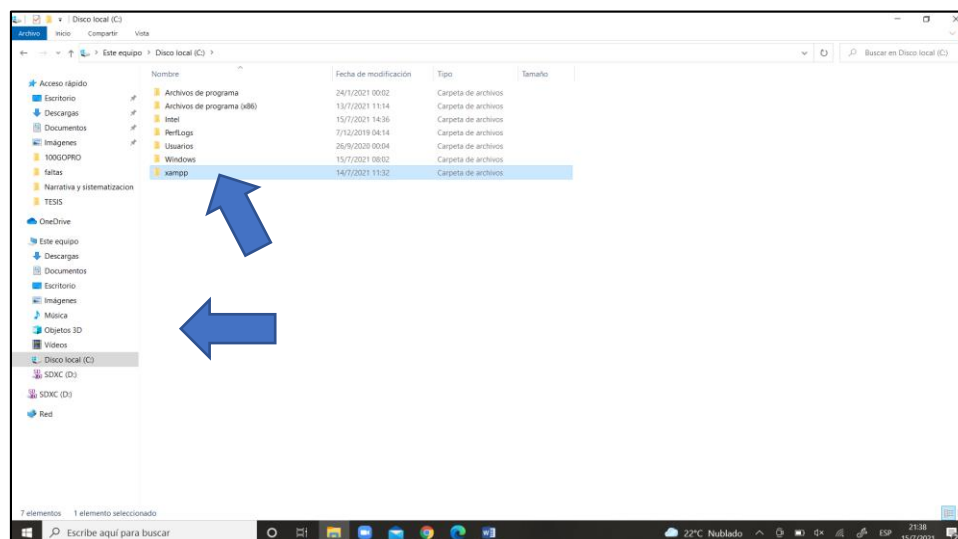 Disco local (C:)
Archivo Inicio Compartir Vista
Este equipo > Disco local (C:) >
Buscar en Disco local (C:)
Nombre Fecha de modificación Tipo Tamaño
Acceso rápido
Escritorio
Descargas
Documentos
Imágenes
100GOPRO
faltas
Narrativa y sistematizacion
TESIS
OneDrive
Este equipo
Descargas
Documentos
Escritorio
Imágenes
Música
Objetos 3D
Vídeos
Disco local (C:)
SDXC (D:)
SDXC (D:)
Red
Archivos de programa 24/1/2021 00:02 Carpeta de archivos
Archivos de programa (x86) 13/7/2021 11:14 Carpeta de archivos
Intel 15/7/2021 14:36 Carpeta de archivos
PerfLogs 7/12/2019 04:14 Carpeta de archivos
Usuarios 26/9/2020 00:04 Carpeta de archivos
Windows 15/7/2021 08:02 Carpeta de archivos
xampp 14/7/2021 11:32 Carpeta de archivos
7 elementos 1 elemento seleccionado
Escribe aquí para buscar
22°C Nublado ESP 21:38
15/7/2021